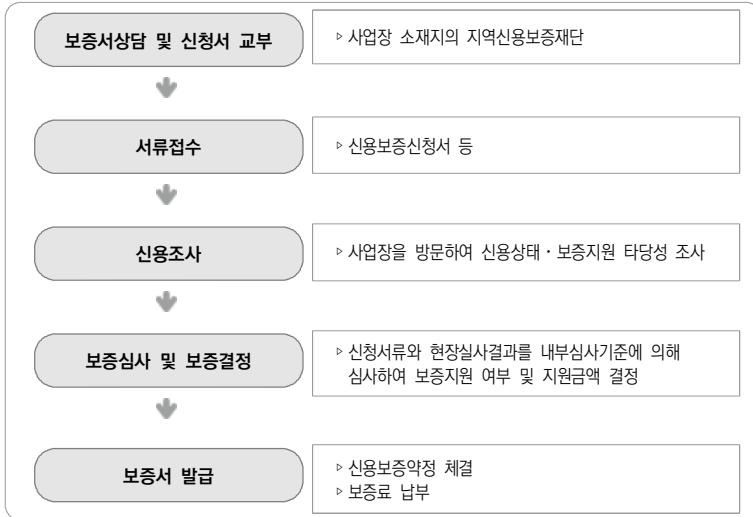 보증서상담 및 신청서 교부
▹ 사업장 소재지의 지역신용보증재단
서류접수
▹ 신용보증신청서 등
신용조사
▹ 사업장을 방문하여 신용상태·보증지원 타당성 조사
보증심사 및 보증결정
▹ 신청서류와 현장실사결과를 내부심사기준에 의해
심사하여 보증지원 여부 및 지원금액 결정
보증서 발급
▹ 신용보증약정 체결
▹ 보증료 납부